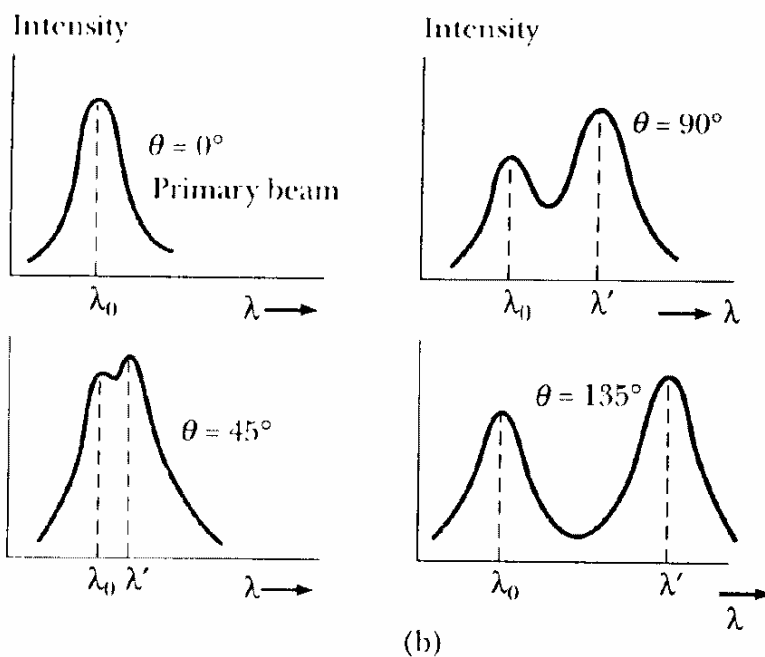 Intensity
θ = 0°
Primary beam
λ₀ λ
Intensity
θ = 90°
λ₀ λ′ λ
θ = 45°
λ₀ λ′ λ
θ = 135°
λ₀ λ′
λ
(b)